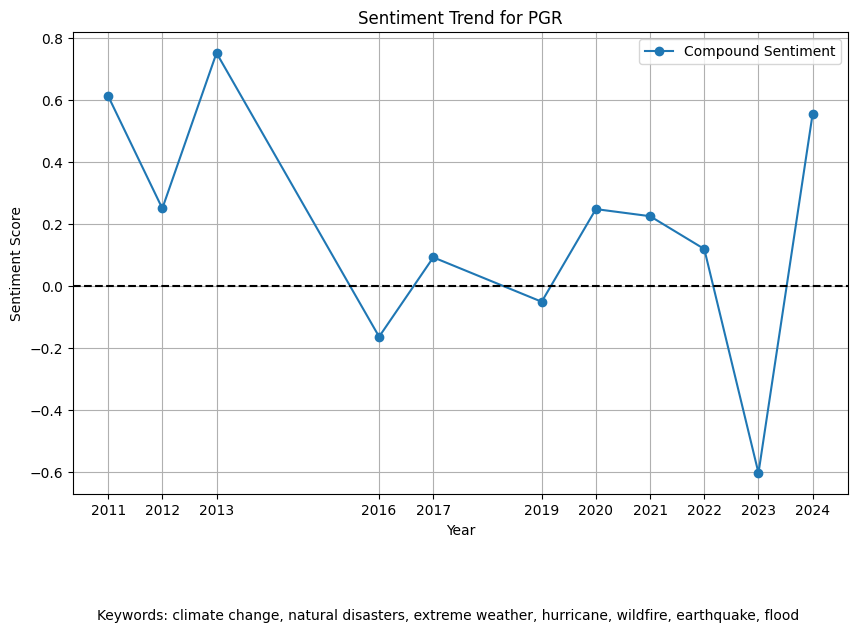 Sentiment Trend for PGR
Compound Sentiment
Sentiment Score
0.8
0.6
0.4
0.2
0.0
−0.2
−0.4
−0.6
2011 2012 2013 2016 2017 2019 2020 2021 2022 2023 2024
Year
Keywords: climate change, natural disasters, extreme weather, hurricane, wildfire, earthquake, flood